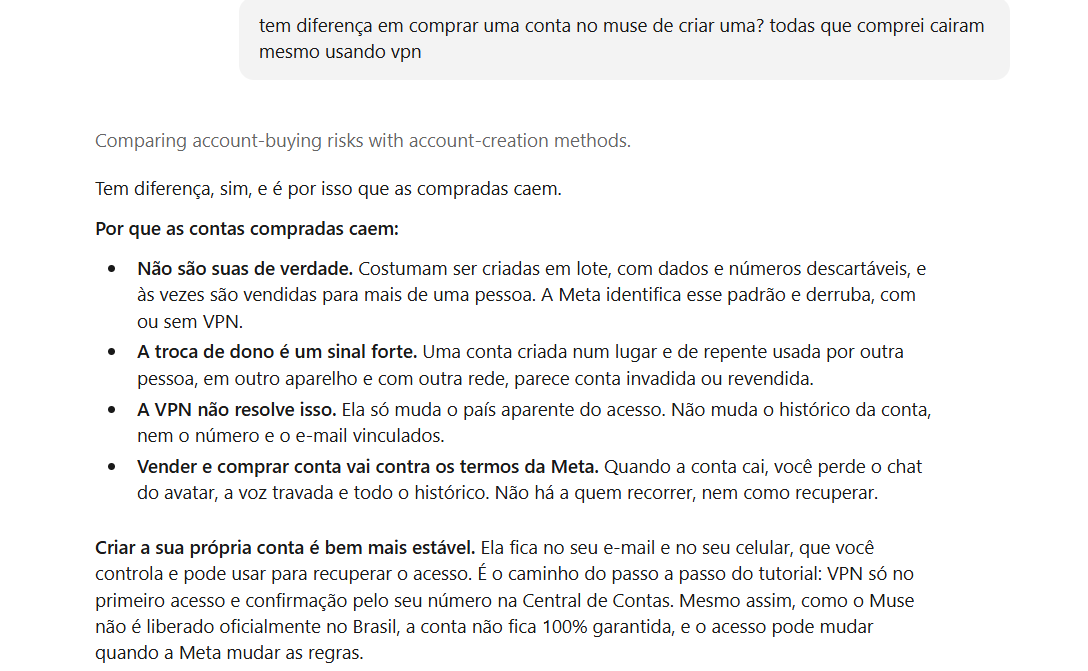 tem diferença em comprar uma conta no muse de criar uma? todas que comprei cairam
mesmo usando vpn
Comparing account-buying risks with account-creation methods.
Tem diferença, sim, e é por isso que as compradas caem.
Por que as contas compradas caem:
• Não são suas de verdade. Costumam ser criadas em lote, com dados e números descartáveis, e
às vezes são vendidas para mais de uma pessoa. A Meta identifica esse padrão e derruba, com
ou sem VPN.
• A troca de dono é um sinal forte. Uma conta criada num lugar e de repente usada por outra
pessoa, em outro aparelho e com outra rede, parece conta invadida ou revendida.
• A VPN não resolve isso. Ela só muda o país aparente do acesso. Não muda o histórico da conta,
nem o número e o e-mail vinculados.
• Vender e comprar conta vai contra os termos da Meta. Quando a conta cai, você perde o chat
do avatar, a voz travada e todo o histórico. Não há a quem recorrer, nem como recuperar.
Criar a sua própria conta é bem mais estável. Ela fica no seu e-mail e no seu celular, que você
controla e pode usar para recuperar o acesso. É o caminho do passo a passo do tutorial: VPN só no
primeiro acesso e confirmação pelo seu número na Central de Contas. Mesmo assim, como o Muse
não é liberado oficialmente no Brasil, a conta não fica 100% garantida, e o acesso pode mudar
quando a Meta mudar as regras.